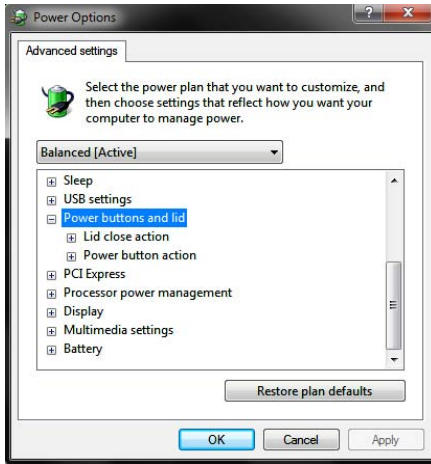 Power Options
Advanced settings
Select the power plan that you want to customize, and
then choose settings that reflect how you want your
computer to manage power.
Balanced [Active]
Sleep
USB settings
Power buttons and lid
Lid close action
Power button action
PCI Express
Processor power management
Display
Multimedia settings
Battery
Restore plan defaults
OK Cancel Apply